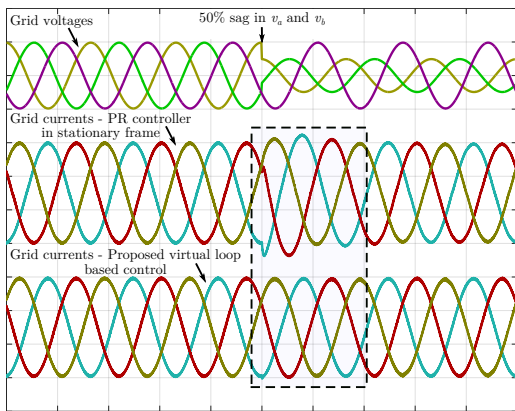 Grid voltages
50% sag in v_a and v_b
Grid currents - PR controller
in stationary frame
Grid currents - Proposed virtual loop
based control